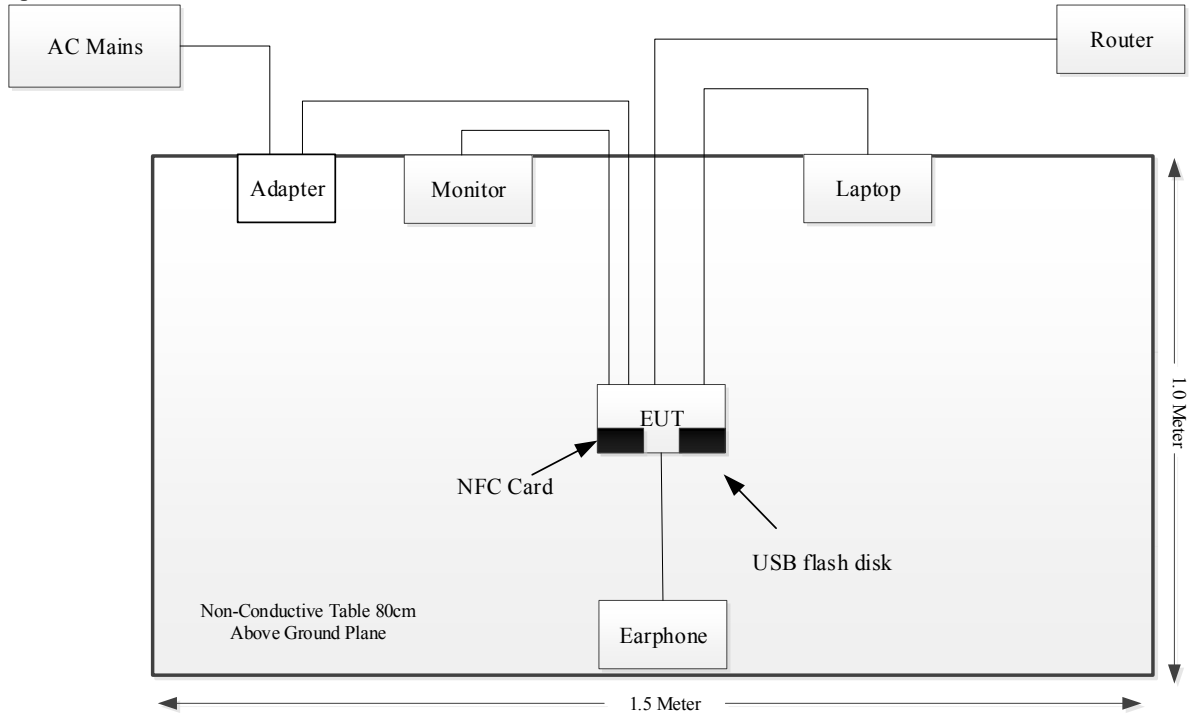 AC Mains
Router
Adapter
Monitor
Laptop
EUT
NFC Card
USB flash disk
Non-Conductive Table 80cm
Above Ground Plane
Earphone
1.0 Meter
1.5 Meter